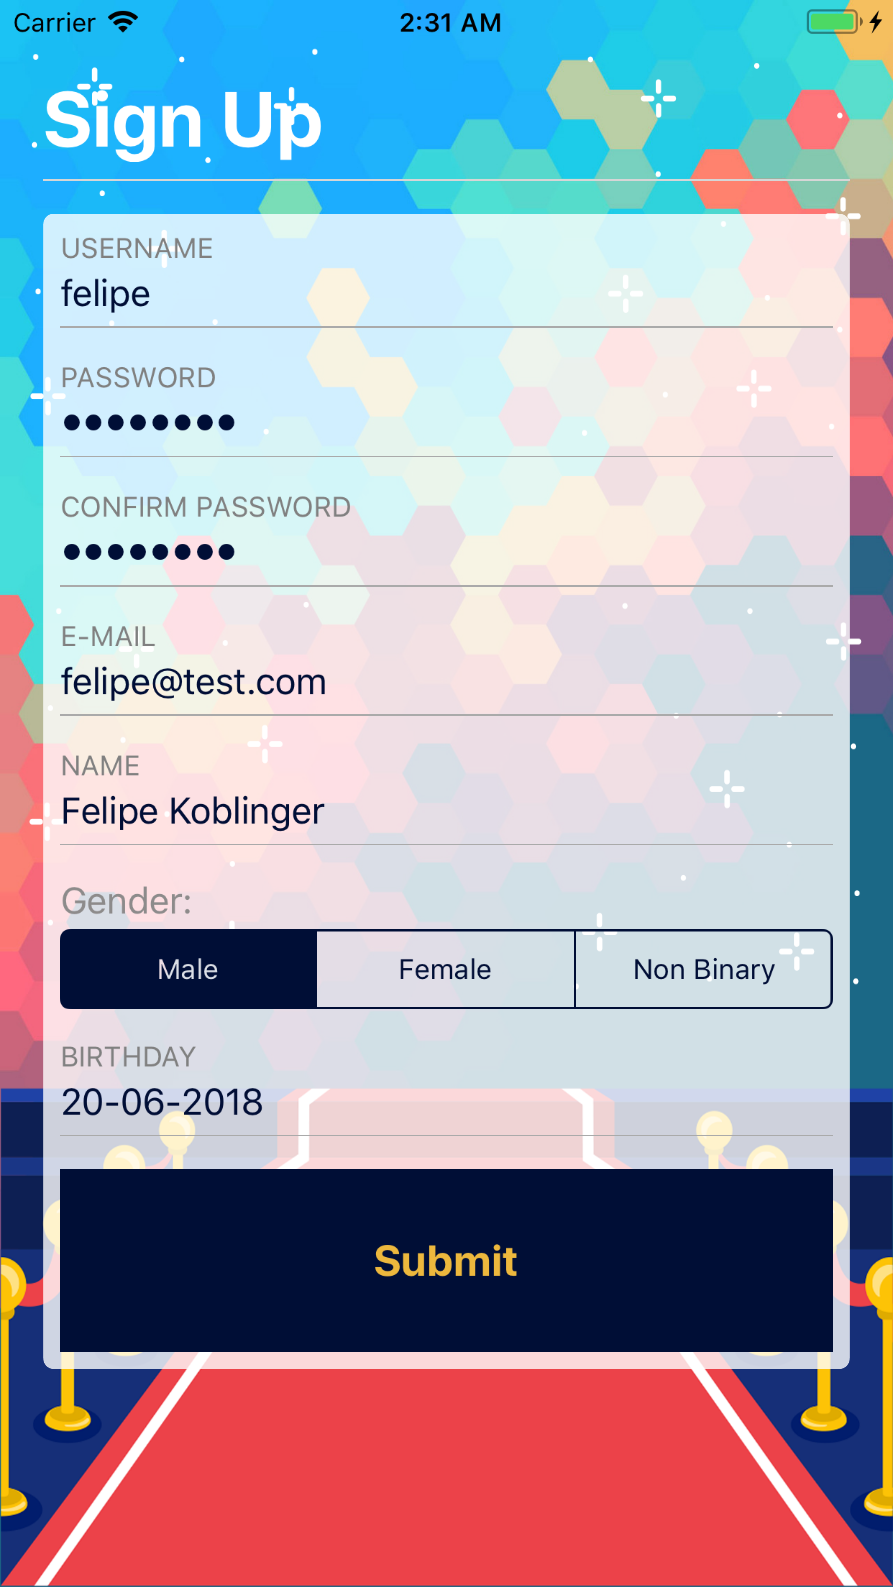 Carrier 2:31 AM
Sign Up
USERNAME
felipe
PASSWORD
••••••••
CONFIRM PASSWORD
••••••••
E-MAIL
felipe@test.com
NAME
Felipe Koblinger
Gender:
Male Female Non Binary
BIRTHDAY
20-06-2018
Submit